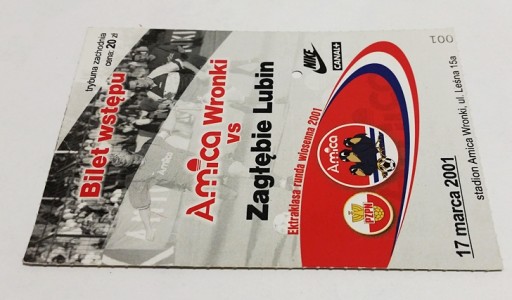 trybuna zachodnia
cena: 20 zł
Bilet wstępu
Amica Wronki
vs
Zagłębie Lubin
NIKE
CANAL+
Ektraklasa runda wiosenna 2001
Amica
PZPN
17 marca 2001
stadion Amica Wronki, ul. Leśna 15a
001